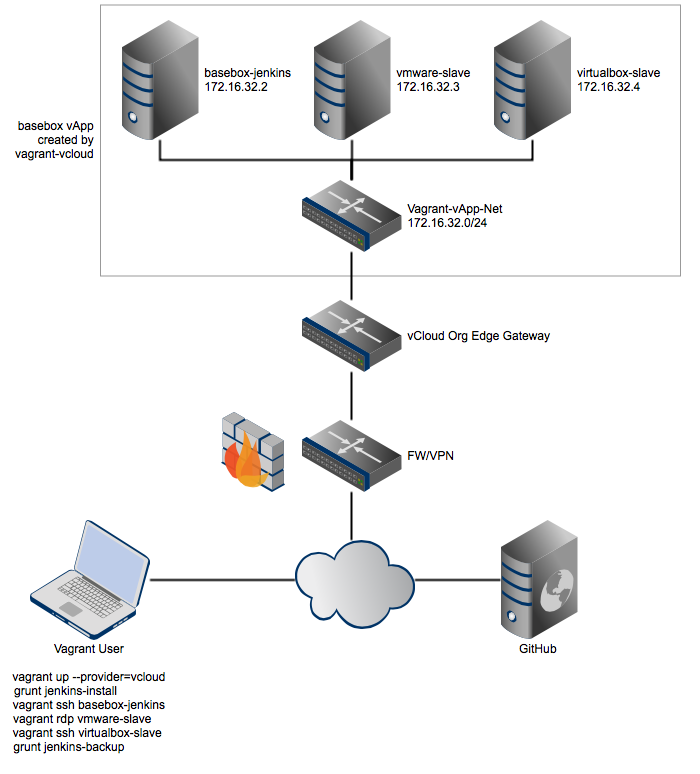 basebox-jenkins
172.16.32.2
vmware-slave
172.16.32.3
virtualbox-slave
172.16.32.4
basebox vApp
created by
vagrant-vcloud
Vagrant-vApp-Net
172.16.32.0/24
vCloud Org Edge Gateway
FW/VPN
Vagrant User
GitHub
vagrant up --provider=vcloud
grunt jenkins-install
vagrant ssh basebox-jenkins
vagrant rdp vmware-slave
vagrant ssh virtualbox-slave
grunt jenkins-backup